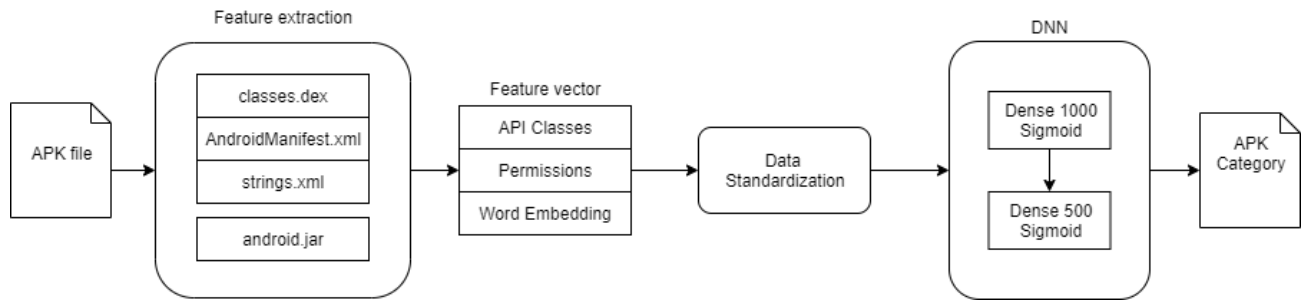 Feature extraction
APK file
classes.dex
AndroidManifest.xml
strings.xml
android.jar
Feature vector
API Classes
Permissions
Word Embedding
Data
Standardization
DNN
Dense 1000
Sigmoid
Dense 500
Sigmoid
APK
Category